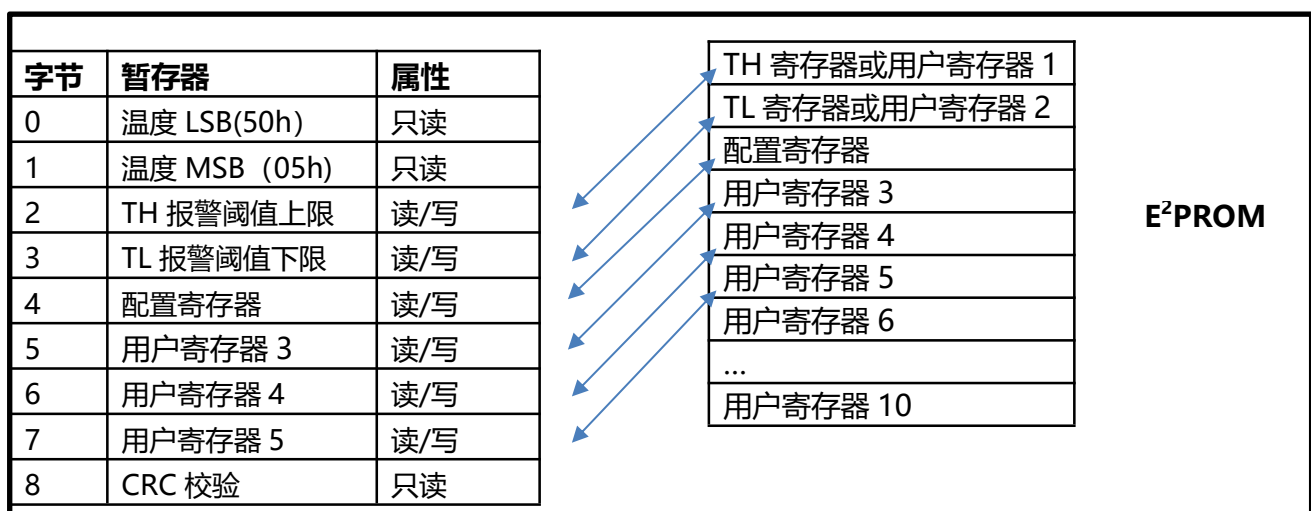 字节 暂存器 属性
0 温度 LSB(50h） 只读
1 温度 MSB（05h) 只读
2 TH 报警阈值上限 读/写
3 TL 报警阈值下限 读/写
4 配置寄存器 读/写
5 用户寄存器 3 读/写
6 用户寄存器 4 读/写
7 用户寄存器 5 读/写
8 CRC 校验 只读
TH 寄存器或用户寄存器 1
TL 寄存器或用户寄存器 2
配置寄存器
用户寄存器 3
用户寄存器 4
用户寄存器 5
用户寄存器 6
…
用户寄存器 10
E²PROM